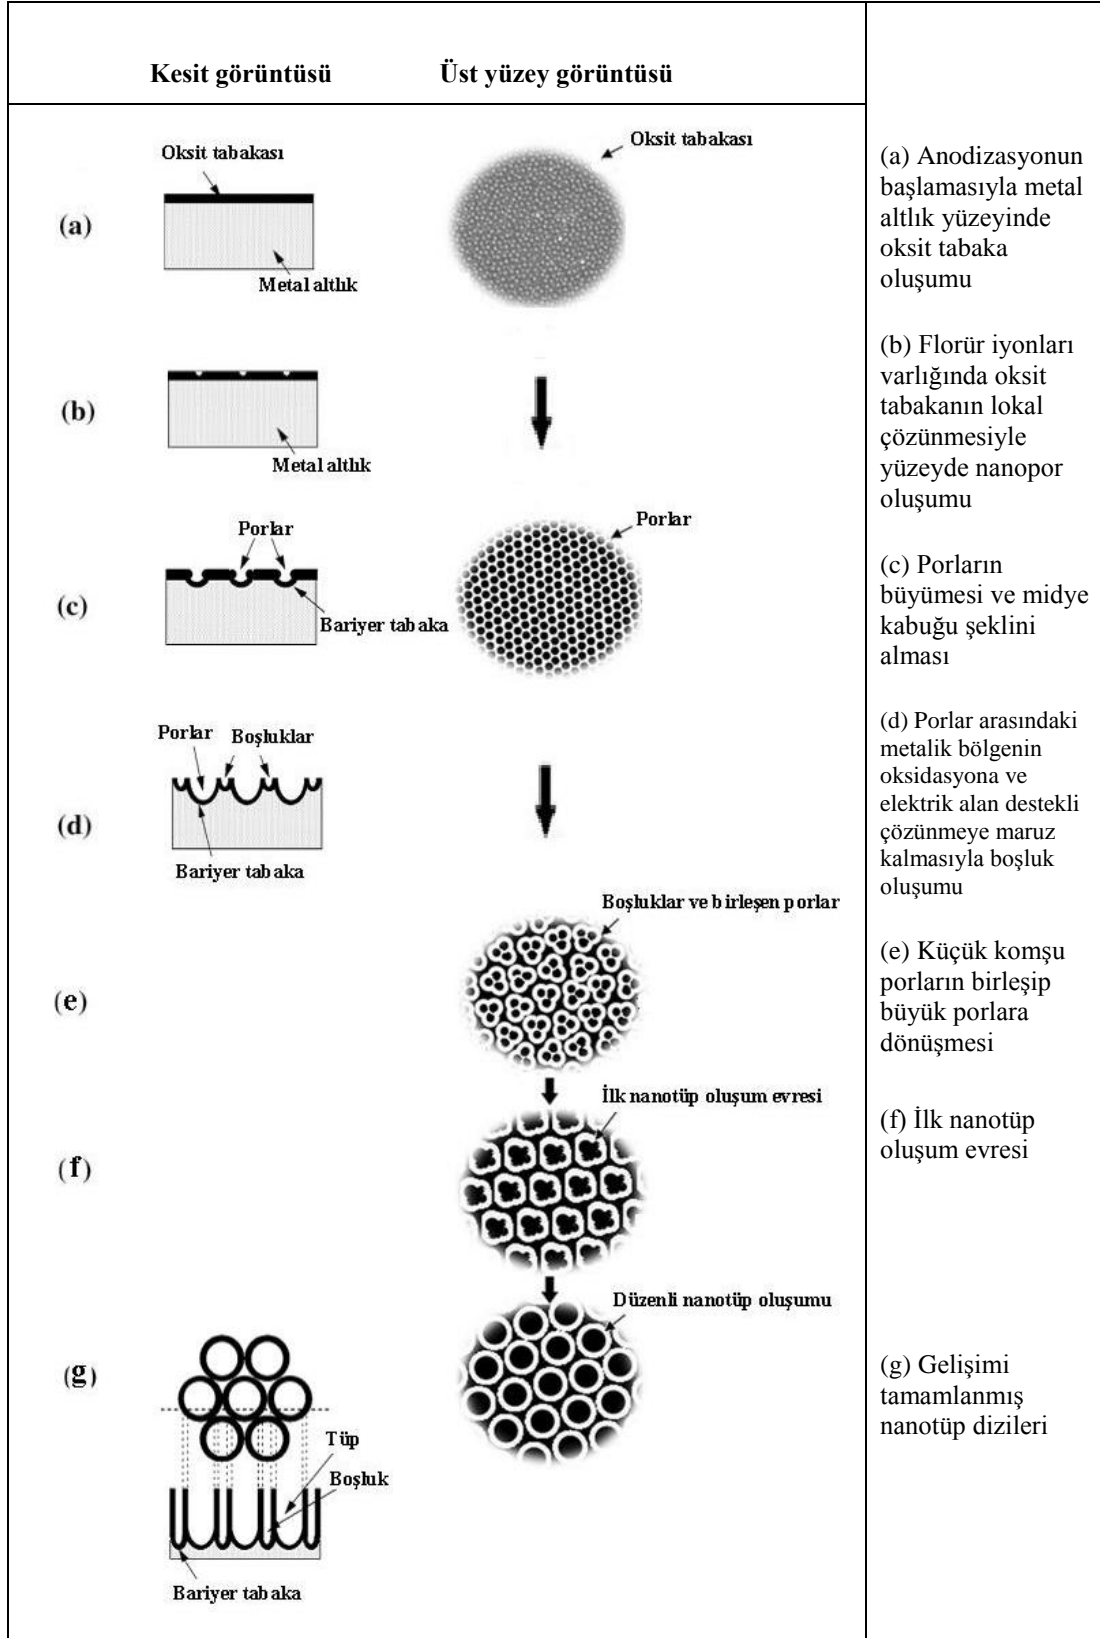 Kesit görüntüsü
Üst yüzey görüntüsü
(a)
Oksit tabakası
Metal altlık
Oksit tabakası
(b)
Metal altlık
(c)
Porlar
Bariyer tabaka
Porlar
(d)
Porlar
Boşluklar
Bariyer tabaka
(e)
Boşluklar ve birleşen porlar
(f)
İlk nanotüp oluşum evresi
(g)
Düzenli nanotüp oluşumu
Tüp
Boşluk
Bariyer tabaka
(a) Anodizasyonun
başlamasıyla metal
altlık yüzeyinde
oksit tabaka
oluşumu
(b) Florür iyonları
varlığında oksit
tabakanın lokal
çözünmesiyle
yüzeyde nanopor
oluşumu
(c) Porların
büyümesi ve midye
kabuğu şeklini
alması
(d) Porlar arasındaki
metalik bölgenin
oksidasyona ve
elektrik alan destekli
çözünmeye maruz
kalmasıyla boşluk
oluşumu
(e) Küçük komşu
porların birleşip
büyük porlara
dönüşmesi
(f) İlk nanotüp
oluşum evresi
(g) Gelişimi
tamamlanmış
nanotüp dizileri